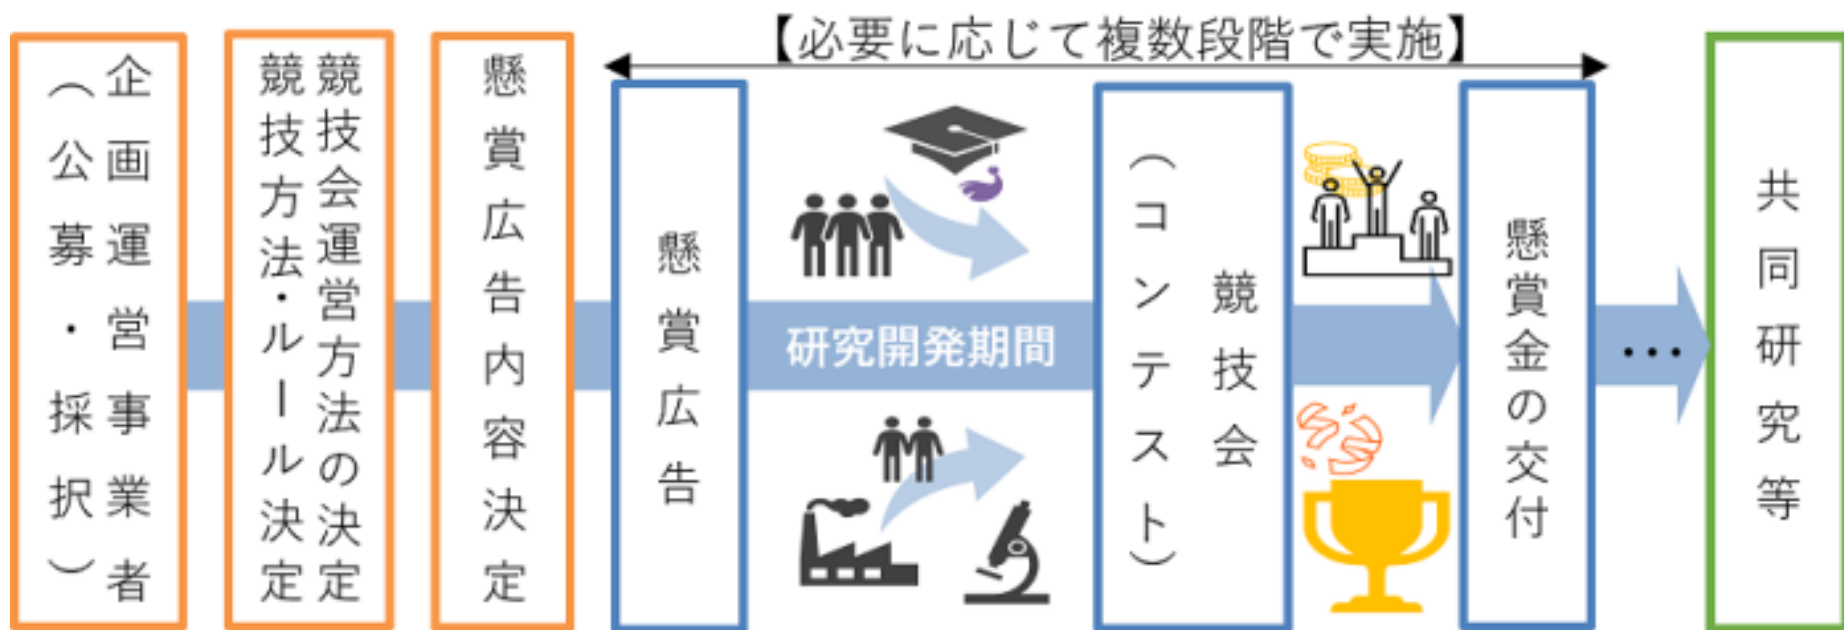 【必要に応じて複数段階で実施】
企画運営事業者
（公募・採択）
競技会運営方法の決定
競技方法・ルール決定
懸賞広告内容決定
懸賞広告
研究開発期間
競技会
（コンテスト）
懸賞金の交付
…
共同研究等